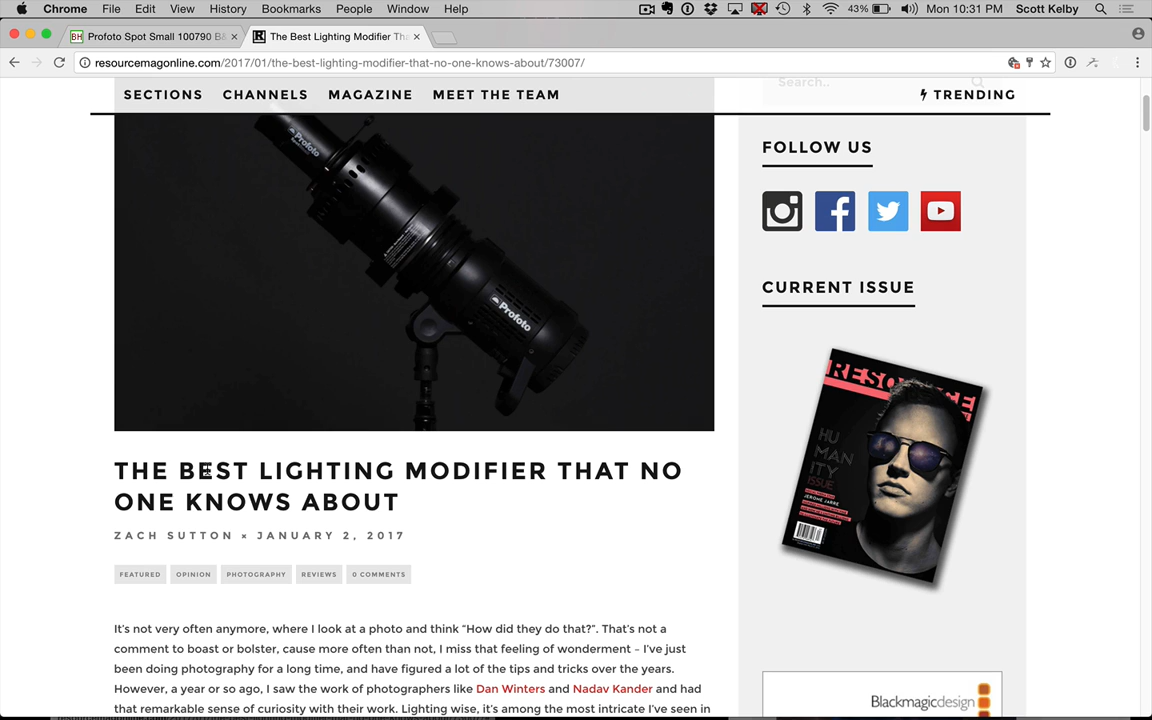 Chrome File Edit View History Bookmarks People Window Help 43% Mon 10:31 PM Scott Kelby
Profoto Spot Small 100790 B& The Best Lighting Modifier Tha
resourcemagonline.com/2017/01/the-best-lighting-modifier-that-no-one-knows-about/73007/
Search..
SECTIONS CHANNELS MAGAZINE MEET THE TEAM TRENDING
Profoto
Profoto
FOLLOW US
CURRENT ISSUE
RESOURCE
HU
MAN
ITY
ISSUE
JEROME JARRE
THE BEST LIGHTING MODIFIER THAT NO
ONE KNOWS ABOUT
ZACH SUTTON × JANUARY 2, 2017
FEATURED OPINION PHOTOGRAPHY REVIEWS 0 COMMENTS
It's not very often anymore, where I look at a photo and think “How did they do that?”. That's not a
comment to boast or bolster, cause more often than not, I miss that feeling of wonderment – I've just
been doing photography for a long time, and have figured a lot of the tips and tricks over the years.
However, a year or so ago, I saw the work of photographers like Dan Winters and Nadav Kander and had
that remarkable sense of curiosity with their work. Lighting wise, it's among the most intricate I've seen in
Blackmagicdesign